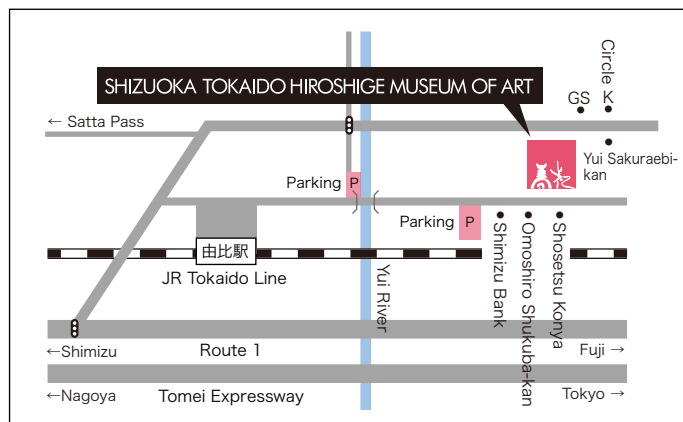 SHIZUOKA TOKAIDO HIROSHIGE MUSEUM OF ART
Circle K
GS
← Satta Pass
Yui Sakuraebi-
kan
Parking P
Parking P
由比駅
JR Tokaido Line
Yui River
Shimizu Bank
Omoshiro Shukuba-kan
Shosetsu Konya
←Shimizu
Route 1
Fuji →
←Nagoya
Tomei Expressway
Tokyo →